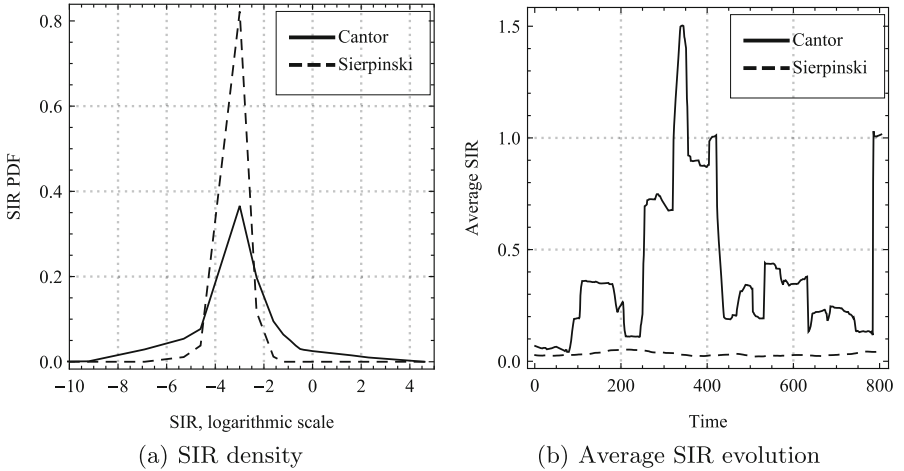 0.8
0.6
0.4
0.2
0.0
SIR PDF
Cantor
Sierpinski
−10 −8 −6 −4 −2 0 2 4
SIR, logarithmic scale
(a) SIR density
1.5
1.0
0.5
0.0
Average SIR
Cantor
Sierpinski
0 200 400 600 800
Time
(b) Average SIR evolution